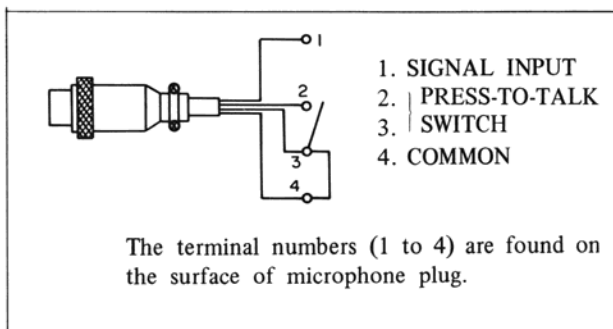 1
2
3
4
1. SIGNAL INPUT
2. PRESS-TO-TALK
3. SWITCH
4. COMMON
The terminal numbers (1 to 4) are found on
the surface of microphone plug.